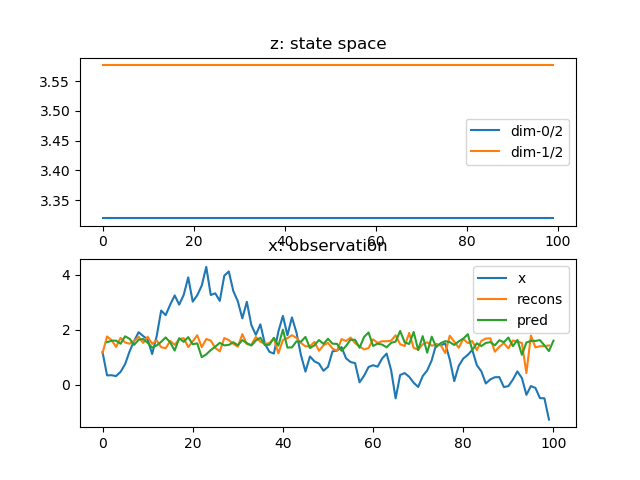 z: state space
3.55
3.50
3.45
3.40
3.35
dim-0/2
dim-1/2
0 20 40 60 80 100
x: observation
4
2
0
x
recons
pred
0 20 40 60 80 100